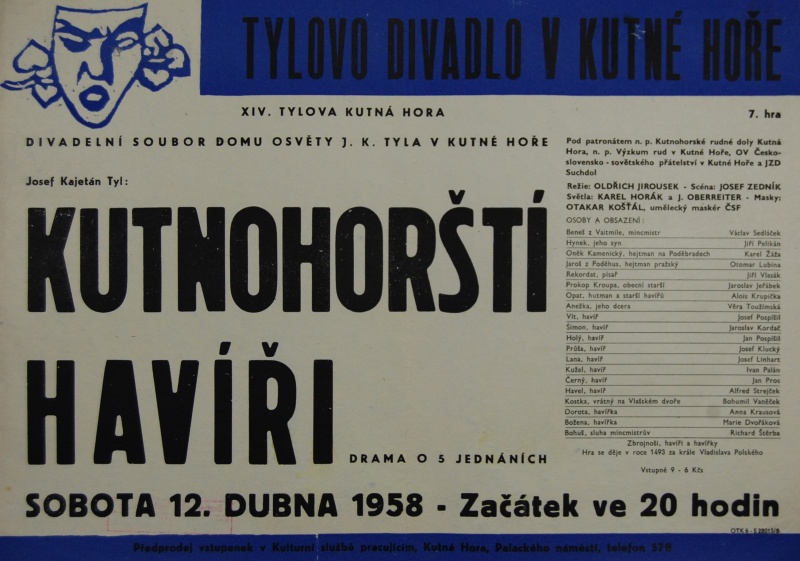 TYLOVO DIVADLO V KUTNÉ HOŘE
XIV. TYLOVA KUTNÁ HORA
7. hra
DIVADELNÍ SOUBOR DOMU OSVĚTY J. K. TYLA V KUTNÉ HOŘE
Josef Kajetán Tyl:
KUTNOHORŠTÍ
HAVÍŘI
DRAMA O 5 JEDNÁNÍCH
Pod patronátem n. p. Kutnohorské rudné doly Kutná
Hora, n. p. Výzkum rud v Kutné Hoře, OV Česko-
slovensko - sovětského přátelství v Kutné Hoře a JZD
Suchdol
Režie: OLDŘICH JIROUSEK - Scéna: JOSEF ZEDNÍK
Světla: KAREL HORÁK a J. OBERREITER - Masky:
OTAKAR KOŠŤÁL, umělecký maskér ČSF
OSOBY A OBSAZENÍ:
Beneš z Vaitmile, mincmistr Václav Sedláček
Hynek, jeho syn Jiří Pelikán
Oněk Kamenický, hejtman na Poděbradech Karel Žáža
Jaroš z Poděhus, hejtman pražský Otomar Lubina
Rekordat, písař Jiří Vlasák
Prokop Kroupa, obecní starší Jaroslav Jeřábek
Opat, hutman a starší havířů Alois Krupička
Anežka, jeho dcera Věra Toužimská
Vít, havíř Josef Pospíšil
Šimon, havíř Jaroslav Kordač
Holý, havíř Jan Pospíšil
Průša, havíř Josef Klucký
Lana, havíř Josef Linhart
Kužel, havíř Ivan Palán
Černý, havíř Jan Proc
Havel, havíř Alfred Strejček
Kostka, vrátný na Vlašském dvoře Bohumil Vaněček
Dorota, havířka Anna Krausová
Božena, havířka Marie Dvořáková
Bohuš, sluha mincmistrův Richard Štěrba
Zbrojnoši, havíři a havířky
Hra se děje v roce 1493 za krále Vladislava Polského
Vstupné 9 - 6 Kčs
SOBOTA 12. DUBNA 1958 - Začátek ve 20 hodin
Předprodej vstupenek v Kulturní službě pracujícím, Kutná Hora, Palackého náměstí, telefon 378